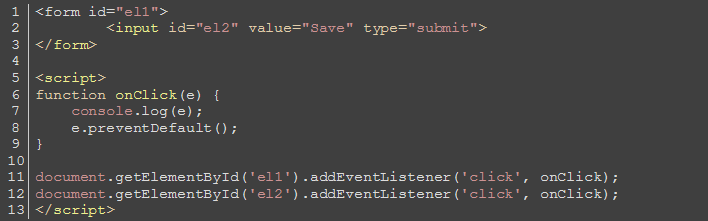 1 <form id="el1">
2         <input id="el2" value="Save" type="submit">
3 </form>
4
5 <script>
6 function onClick(e) {
7     console.log(e);
8     e.preventDefault();
9 }
10
11 document.getElementById('el1').addEventListener('click', onClick);
12 document.getElementById('el2').addEventListener('click', onClick);
13 </script>